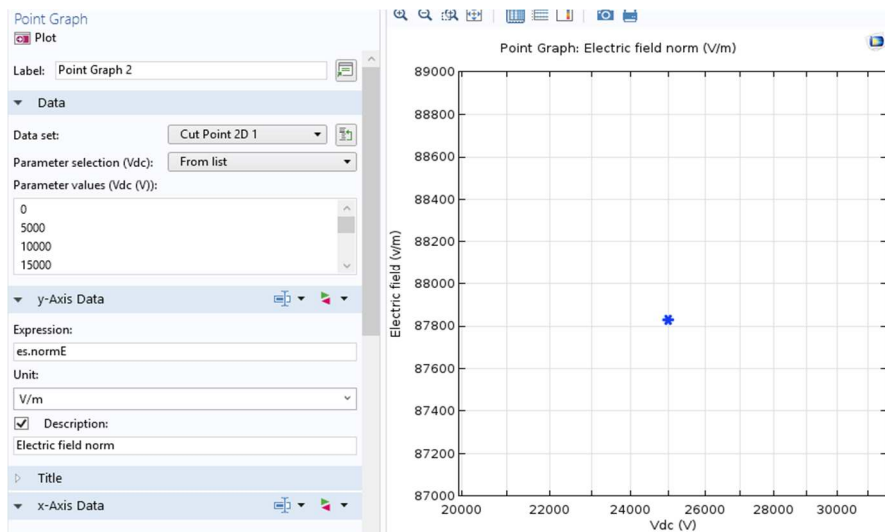 Point Graph
Plot
Label: Point Graph 2
Data
Data set: Cut Point 2D 1
Parameter selection (Vdc): From list
Parameter values (Vdc (V)):
0
5000
10000
15000
y-Axis Data
Expression:
es.normE
Unit:
V/m
Description:
Electric field norm
Title
x-Axis Data
Point Graph: Electric field norm (V/m)
89000
88800
88600
88400
88200
88000
87800
87600
87400
87200
87000
Electric field (v/m)
20000 22000 24000 26000 28000 30000
Vdc (V)